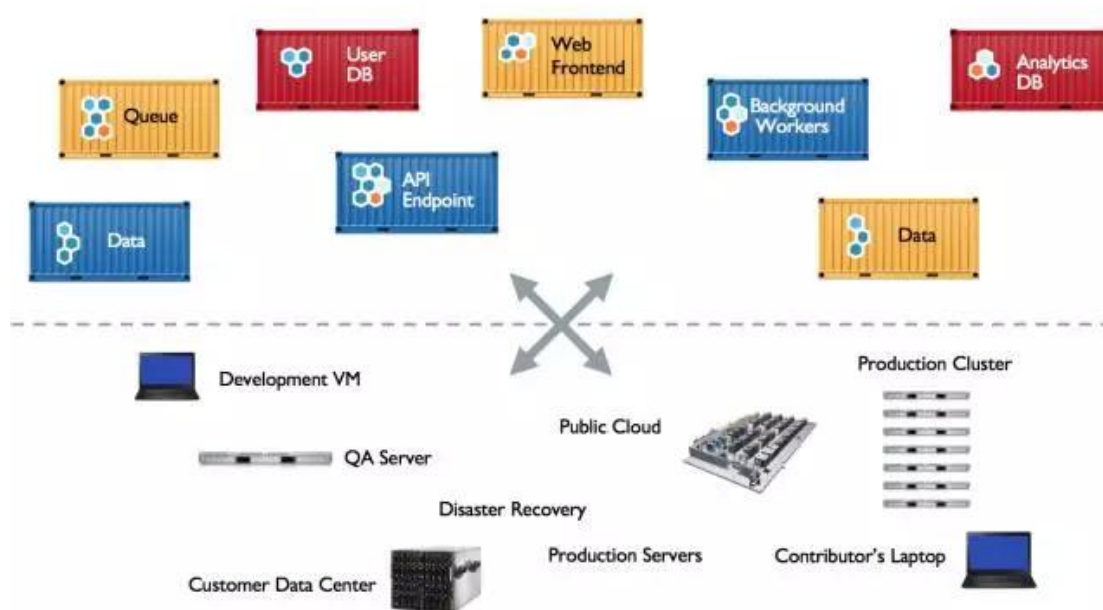 User
DB
Web
Frontend
Analytics
DB
Queue
Background
Workers
API
Endpoint
Data
Data
Development VM
Production Cluster
Public Cloud
QA Server
Disaster Recovery
Production Servers
Contributor's Laptop
Customer Data Center